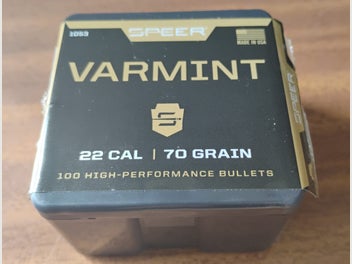 1053
SPEER
MADE IN USA
VARMINT
22 CAL | 70 GRAIN
100 HIGH-PERFORMANCE BULLETS
SPEER